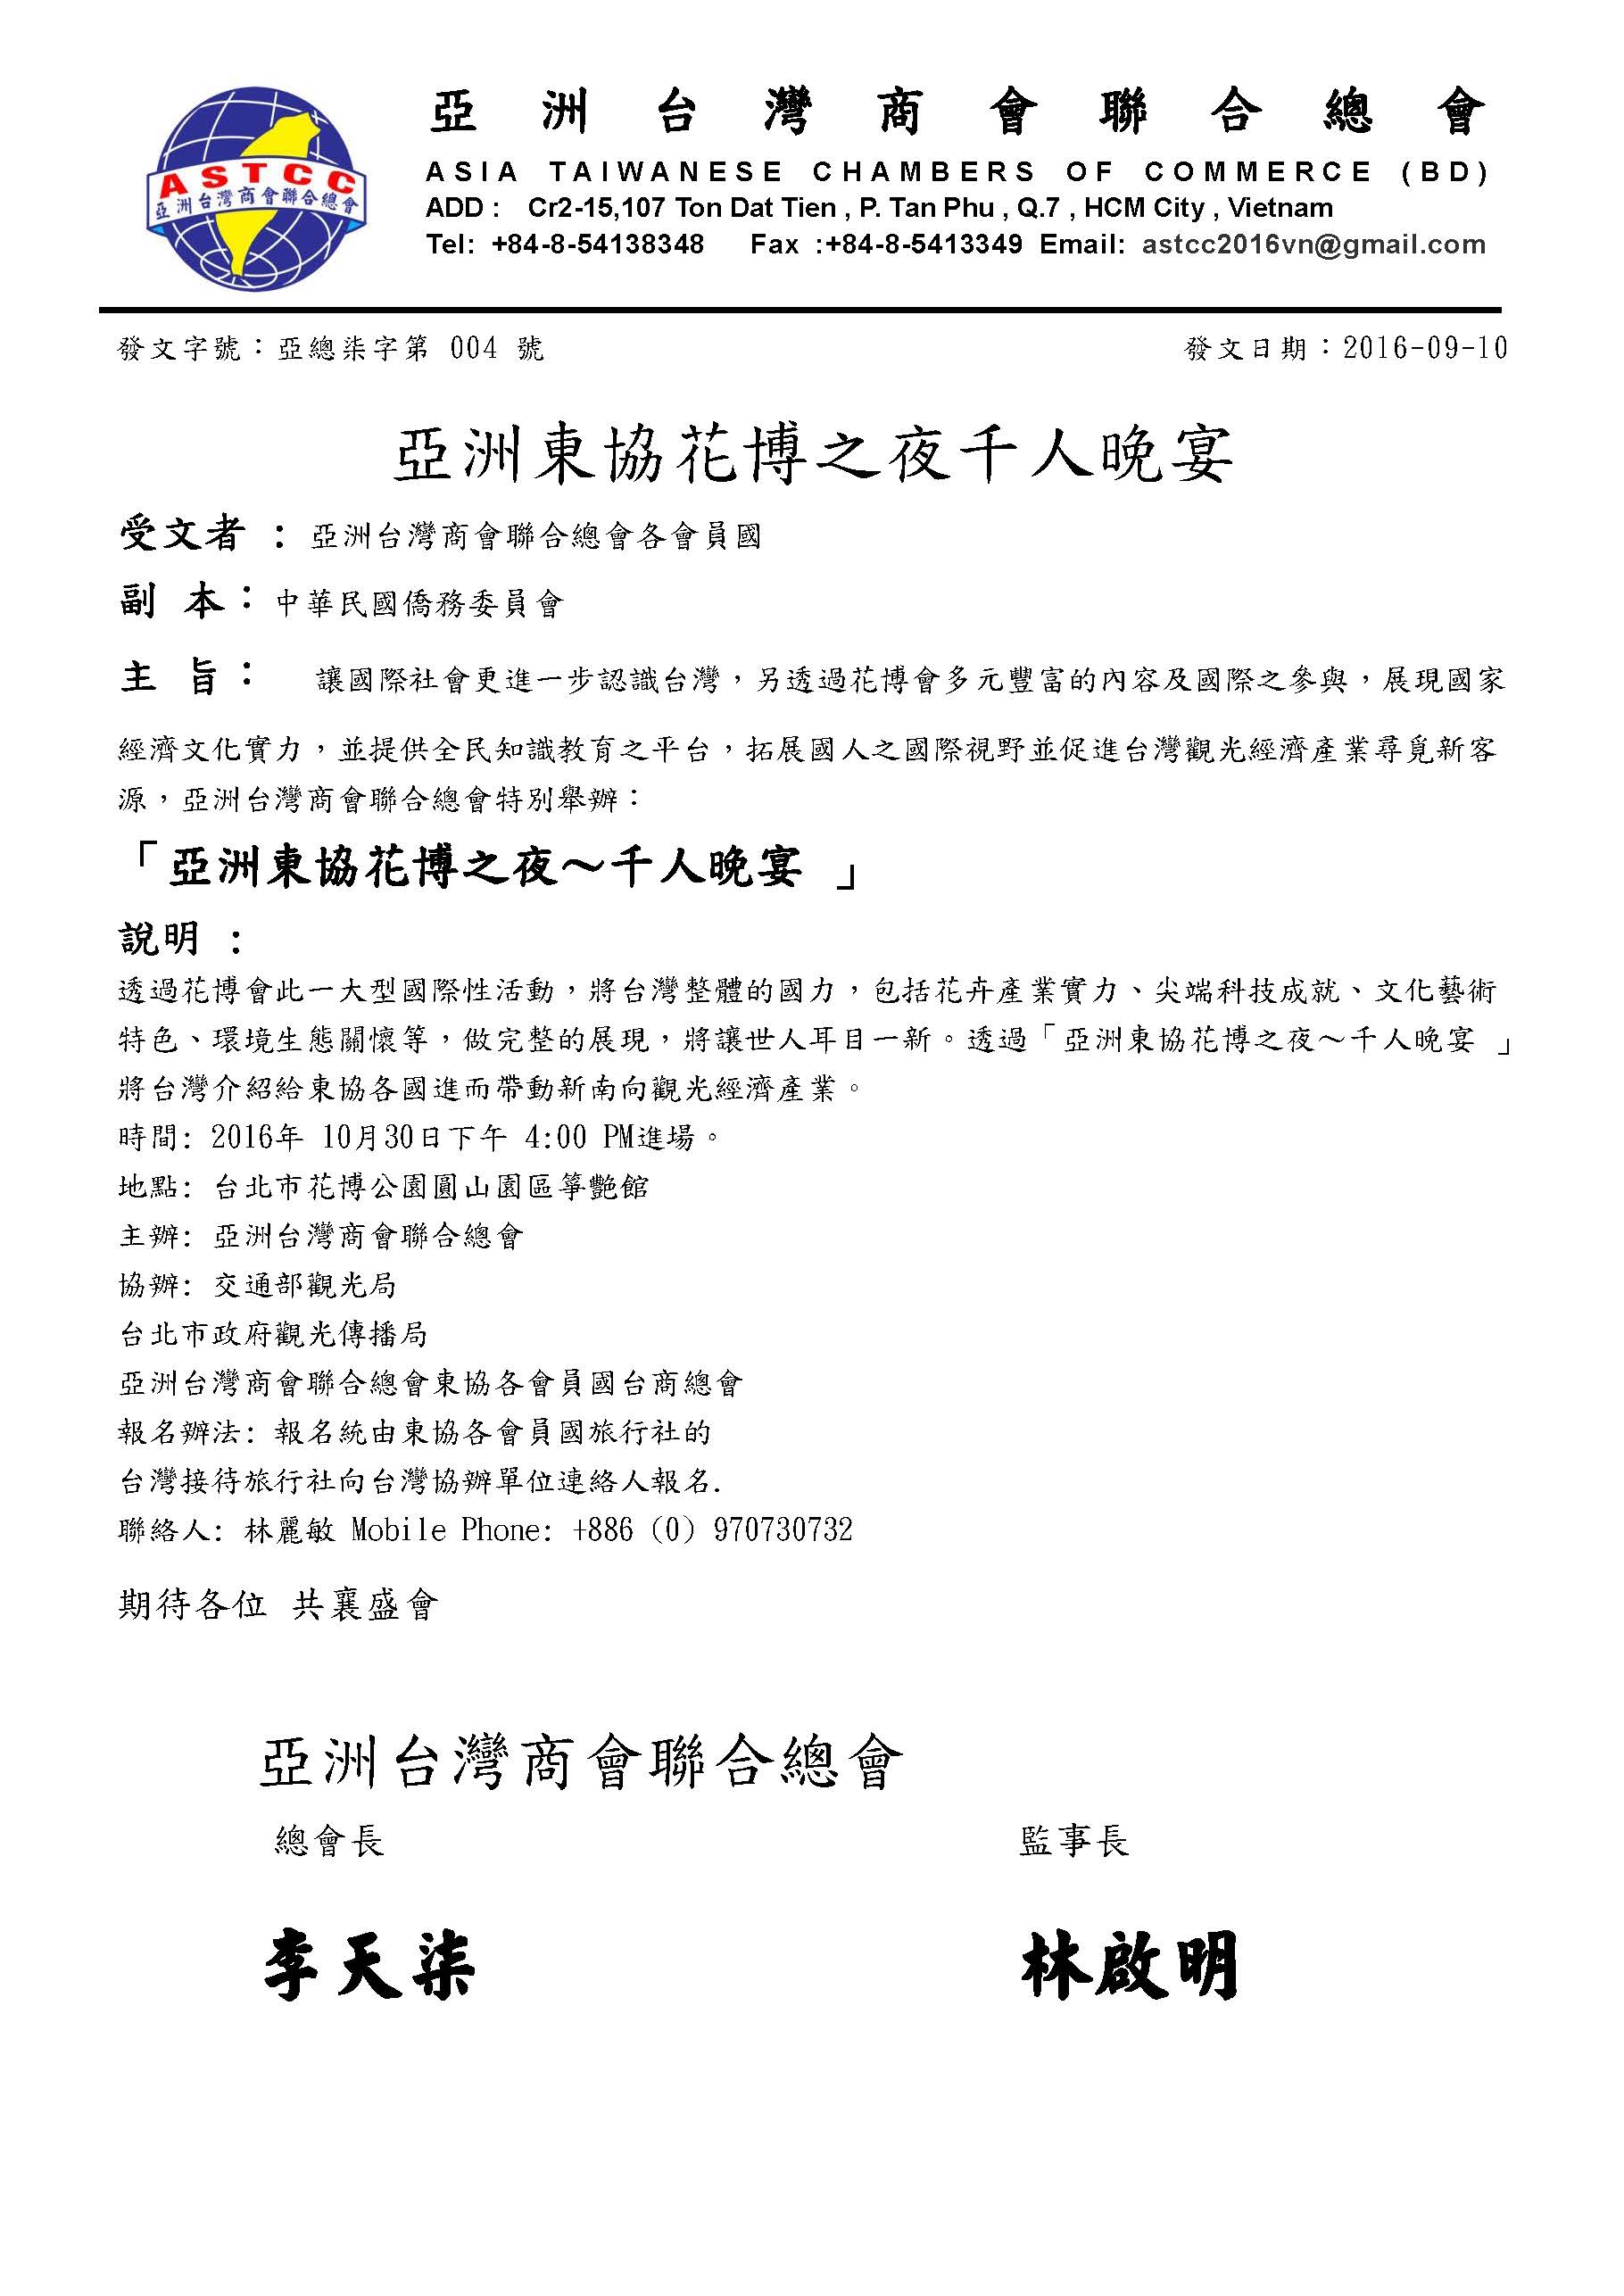 ASTCC
亞洲台灣商會聯合總會
亞洲台灣商會聯合總會
ASIA TAIWANESE CHAMBERS OF COMMERCE (BD)
ADD : Cr2-15,107 Ton Dat Tien , P. Tan Phu , Q.7 , HCM City , Vietnam
Tel: +84-8-54138348 Fax :+84-8-5413349 Email: astcc2016vn@gmail.com
發文字號：亞總柒字第 004 號 發文日期：2016-09-10
亞洲東協花博之夜千人晚宴
受文者 : 亞洲台灣商會聯合總會各會員國
副 本： 中華民國僑務委員會
主 旨： 讓國際社會更進一步認識台灣，另透過花博會多元豐富的內容及國際之參與，展現國家
經濟文化實力，並提供全民知識教育之平台，拓展國人之國際視野並促進台灣觀光經濟產業尋覓新客
源，亞洲台灣商會聯合總會特別舉辦：
「亞洲東協花博之夜～千人晚宴 」
說明 :
透過花博會此一大型國際性活動，將台灣整體的國力，包括花卉產業實力、尖端科技成就、文化藝術
特色、環境生態關懷等，做完整的展現，將讓世人耳目一新。透過「亞洲東協花博之夜～千人晚宴 」
將台灣介紹給東協各國進而帶動新南向觀光經濟產業。
時間: 2016年 10月30日下午 4:00 PM進場。
地點: 台北市花博公園圓山園區箏艷館
主辦: 亞洲台灣商會聯合總會
協辦: 交通部觀光局
台北市政府觀光傳播局
亞洲台灣商會聯合總會東協各會員國台商總會
報名辦法: 報名統由東協各會員國旅行社的
台灣接待旅行社向台灣協辦單位連絡人報名.
聯絡人: 林麗敏 Mobile Phone: +886 (0) 970730732
期待各位 共襄盛會
亞洲台灣商會聯合總會
總會長 監事長
李天柒 林啟明